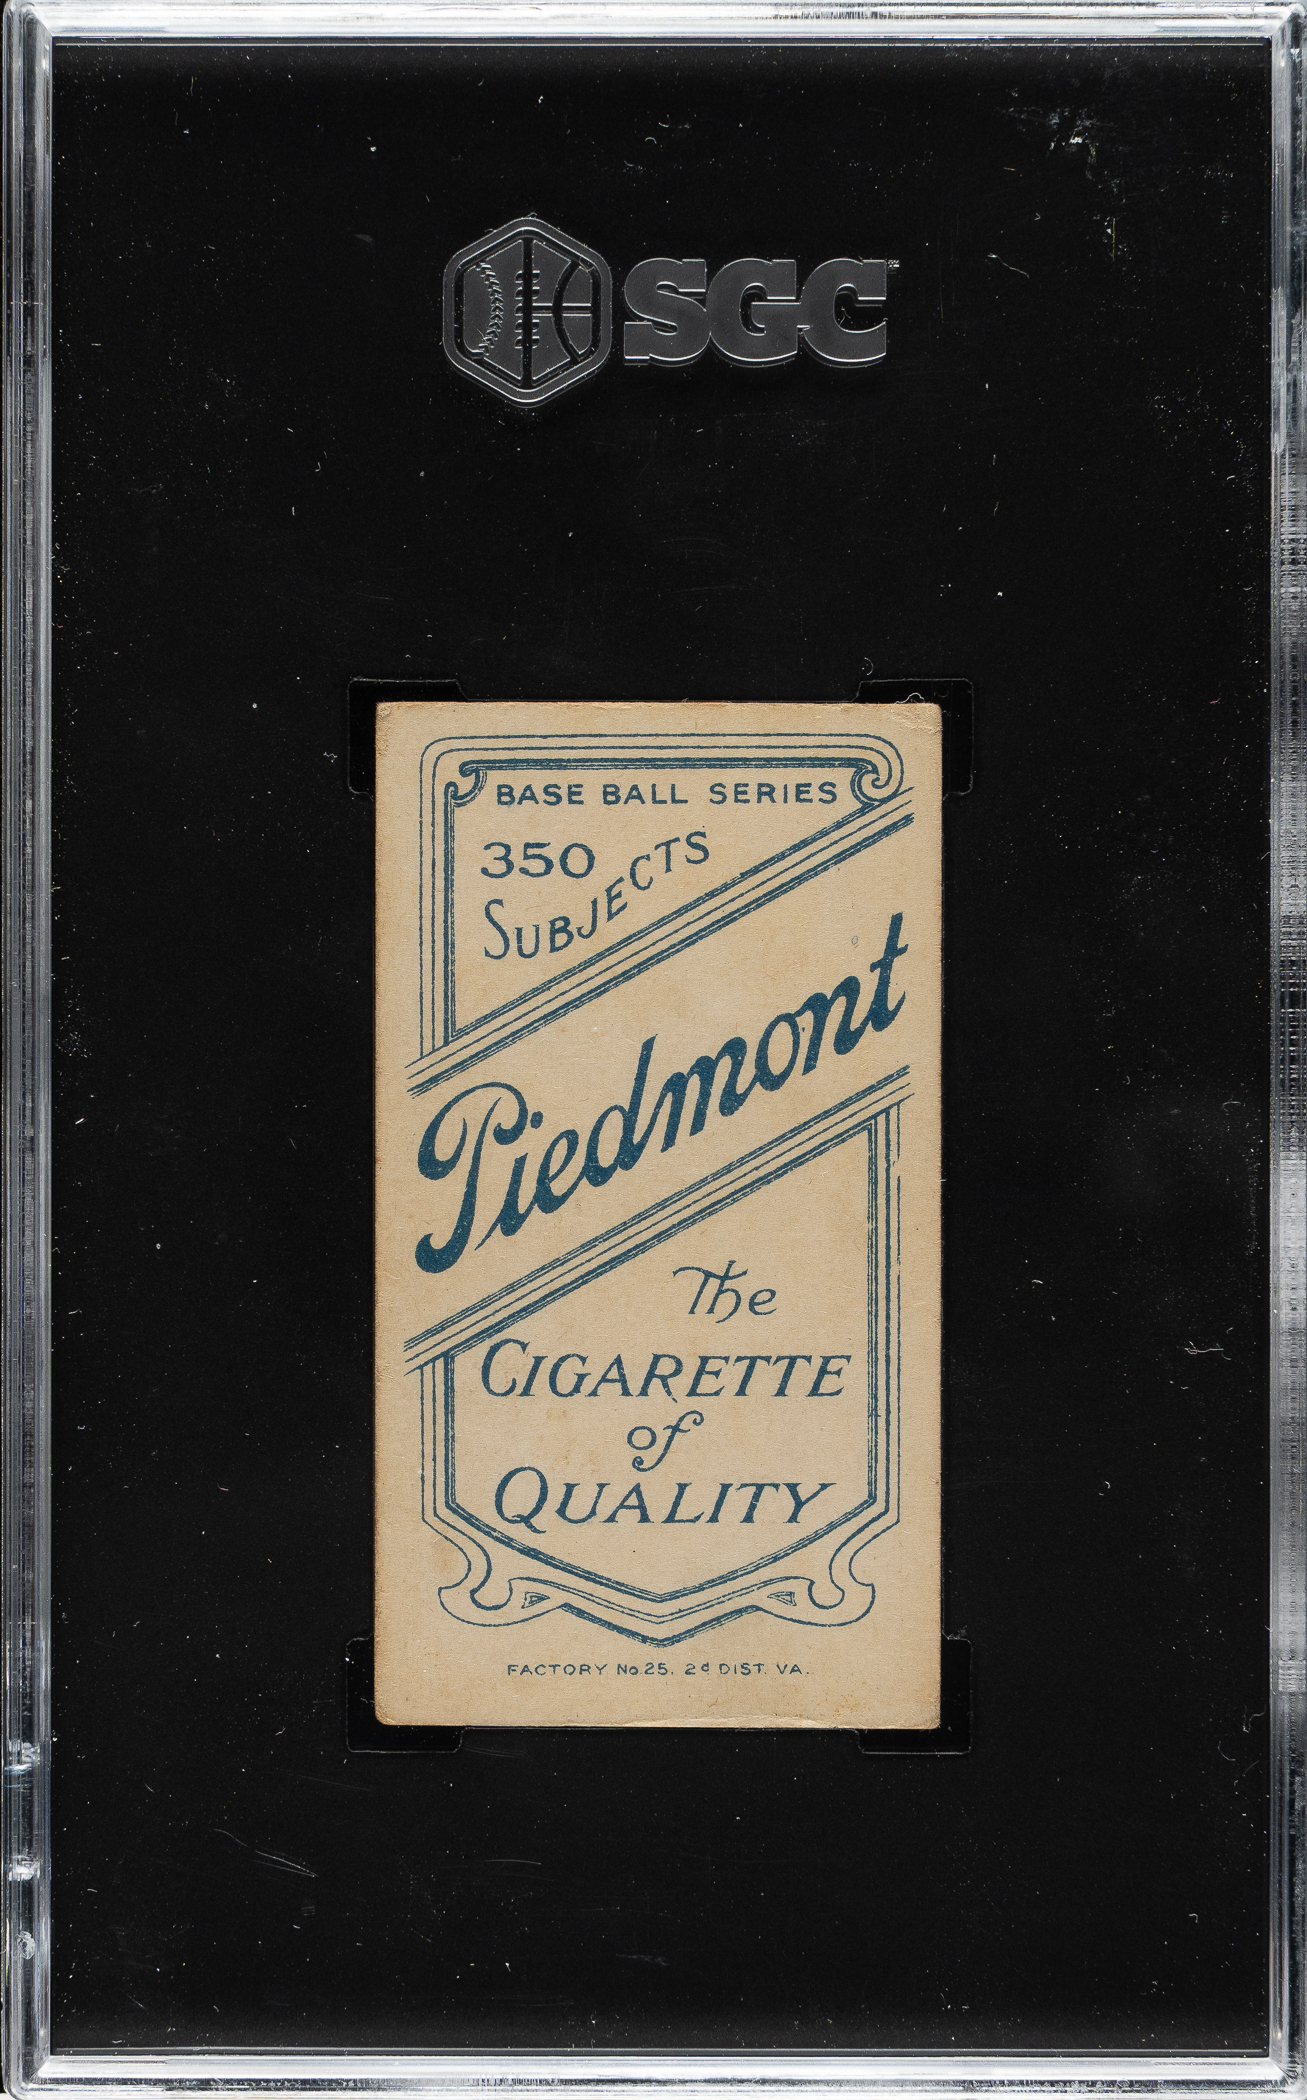 SGC
BASE BALL SERIES
350
SUBJECTS
Piedmont
The
CIGARETTE
of
QUALITY
FACTORY No. 25, 2d DIST. VA.